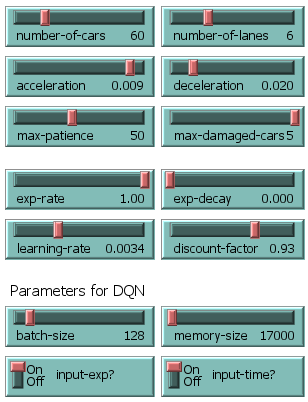 number-of-cars 60 number-of-lanes 6
acceleration 0.009 deceleration 0.020
max-patience 50 max-damaged-cars 5
exp-rate 1.00 exp-decay 0.000
learning-rate 0.0034 discount-factor 0.93
Parameters for DQN
batch-size 128 memory-size 17000
On Off input-exp? On Off input-time?